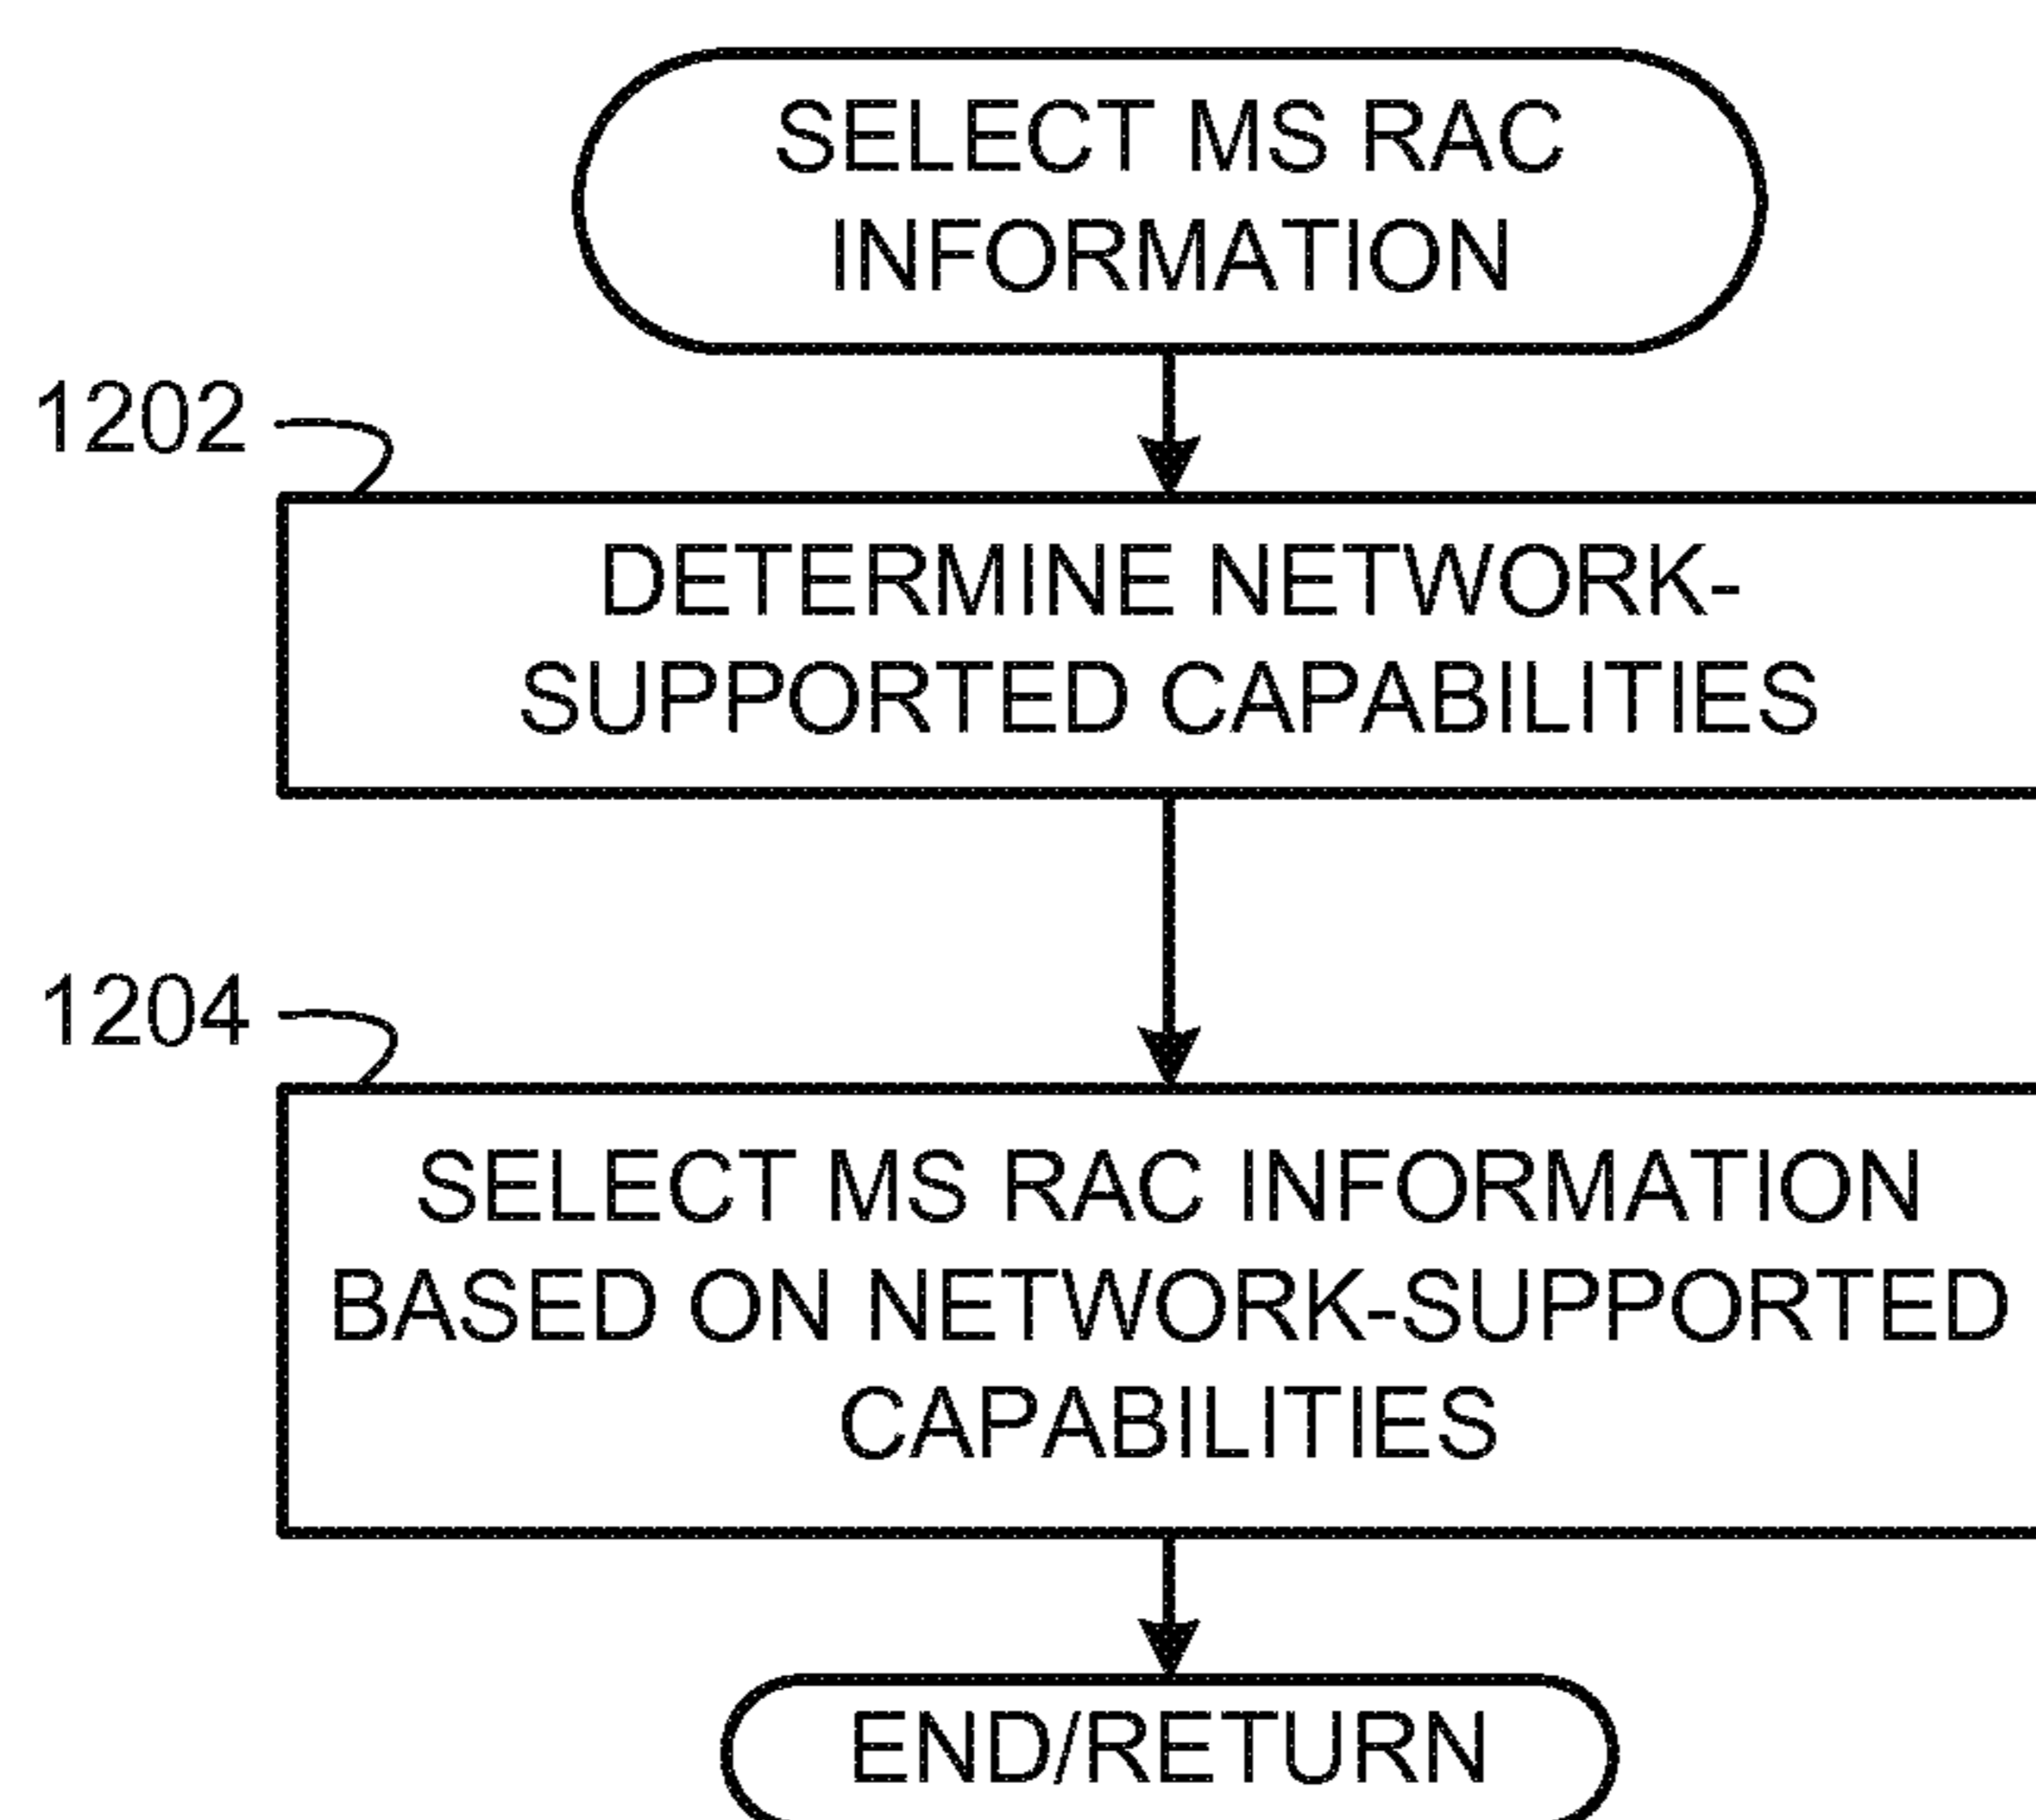 SELECT MS RAC
INFORMATION
1202
DETERMINE NETWORK-
SUPPORTED CAPABILITIES
1204
SELECT MS RAC INFORMATION
BASED ON NETWORK-SUPPORTED
CAPABILITIES
END/RETURN